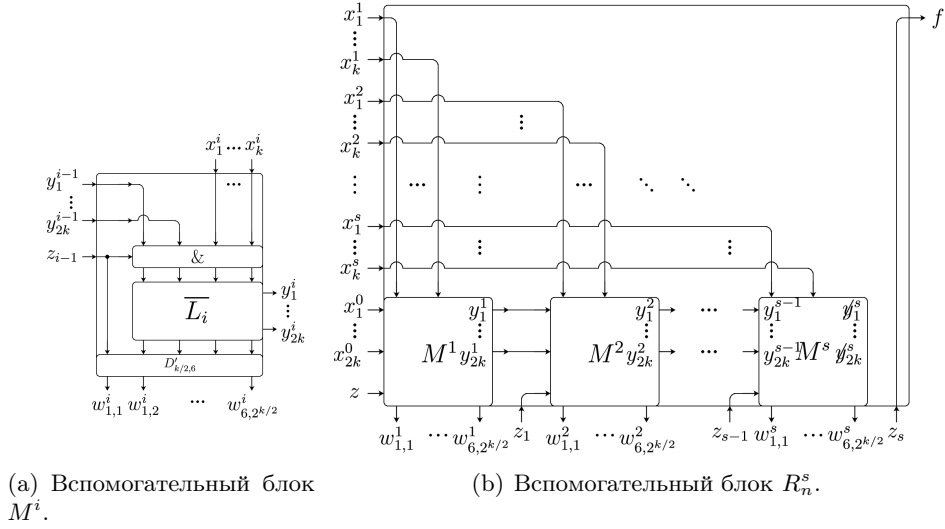 x_1^i ... x_k^i
y_1^{i-1}
⋮
y_{2k}^{i-1}
z_{i-1}
&
\overline{L_i}
y_1^i
⋮
y_{2k}^i
D'_{k/2,6}
w_{1,1}^i w_{1,2}^i ... w_{6,2^{k/2}}^i
(a) Вспомогательный блок
M^i.
x_1^1
⋮
x_k^1
x_1^2
⋮
x_k^2
⋮
x_1^s
⋮
x_k^s
x_1^0
⋮
x_{2k}^0
z
f
y_1^1
⋮
M^1 y_{2k}^1
y_1^2
⋮
M^2 y_{2k}^2
...
y_1^{s-1}
⋮
y_{2k}^{s-1}
M^s
y_1^s
⋮
y_{2k}^s
w_{1,1}^1 ... w_{6,2^{k/2}}^1 z_1 w_{1,1}^2 ... w_{6,2^{k/2}}^2 z_{s-1} w_{1,1}^s ... w_{6,2^{k/2}}^s z_s
(b) Вспомогательный блок R_n^s.